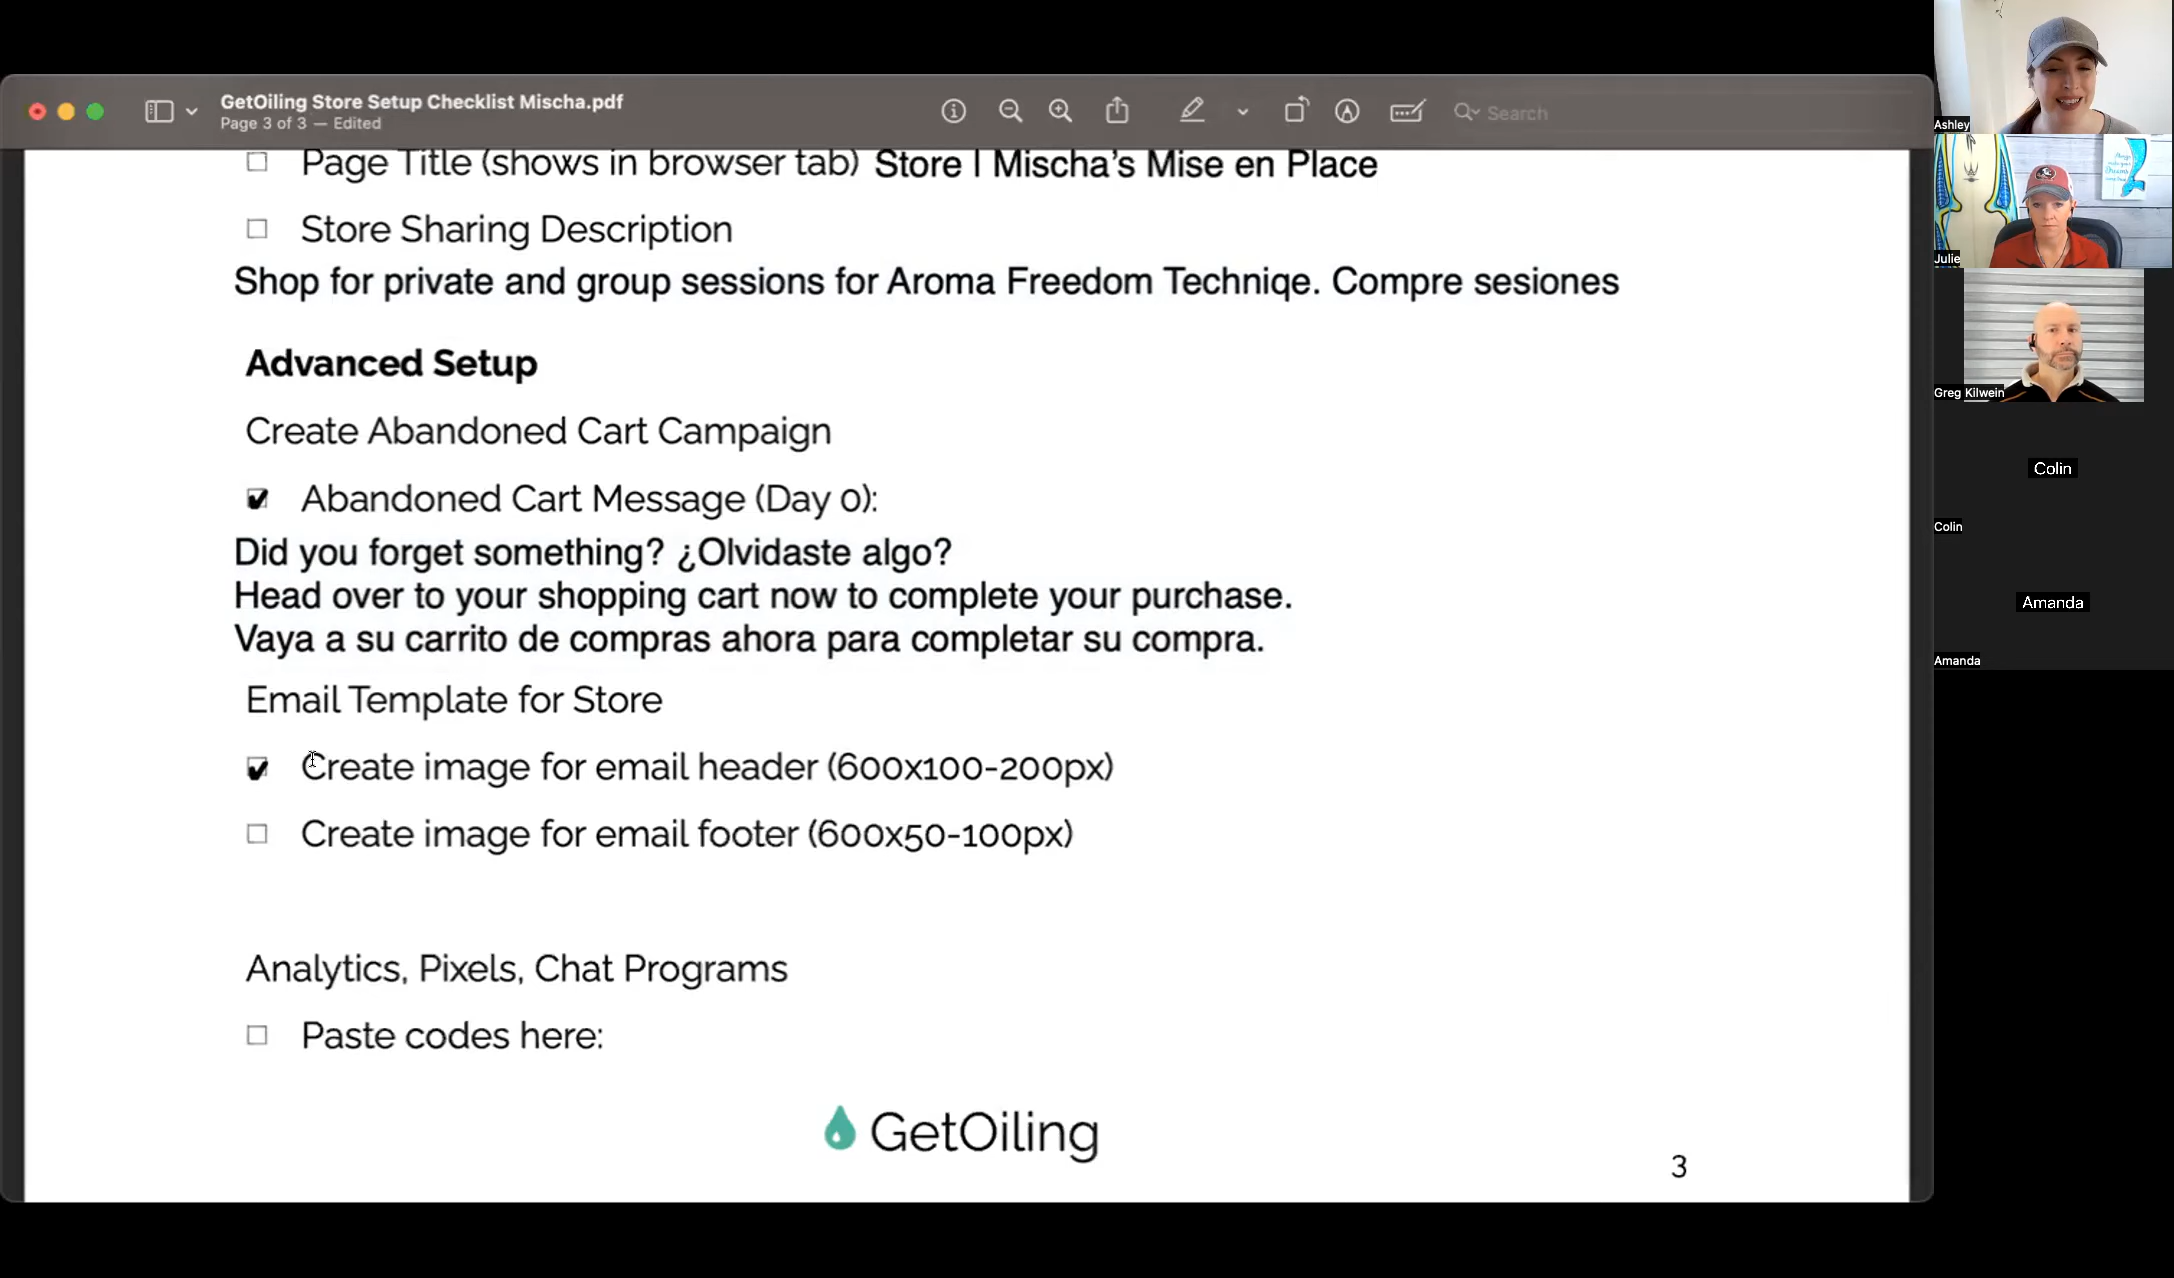 GetOiling Store Setup Checklist Mischa.pdf
Page 3 of 3 — Edited
Search
Page Title (shows in browser tab) Store | Mischa's Mise en Place
Store Sharing Description
Shop for private and group sessions for Aroma Freedom Techniqe. Compre sesiones
Advanced Setup
Create Abandoned Cart Campaign
Abandoned Cart Message (Day 0):
Did you forget something? ¿Olvidaste algo?
Head over to your shopping cart now to complete your purchase.
Vaya a su carrito de compras ahora para completar su compra.
Email Template for Store
Create image for email header (600x100-200px)
Create image for email footer (600x50-100px)
Analytics, Pixels, Chat Programs
Paste codes here:
GetOiling
3
Ashley
Julie
Greg Kilwein
Colin
Colin
Amanda
Amanda